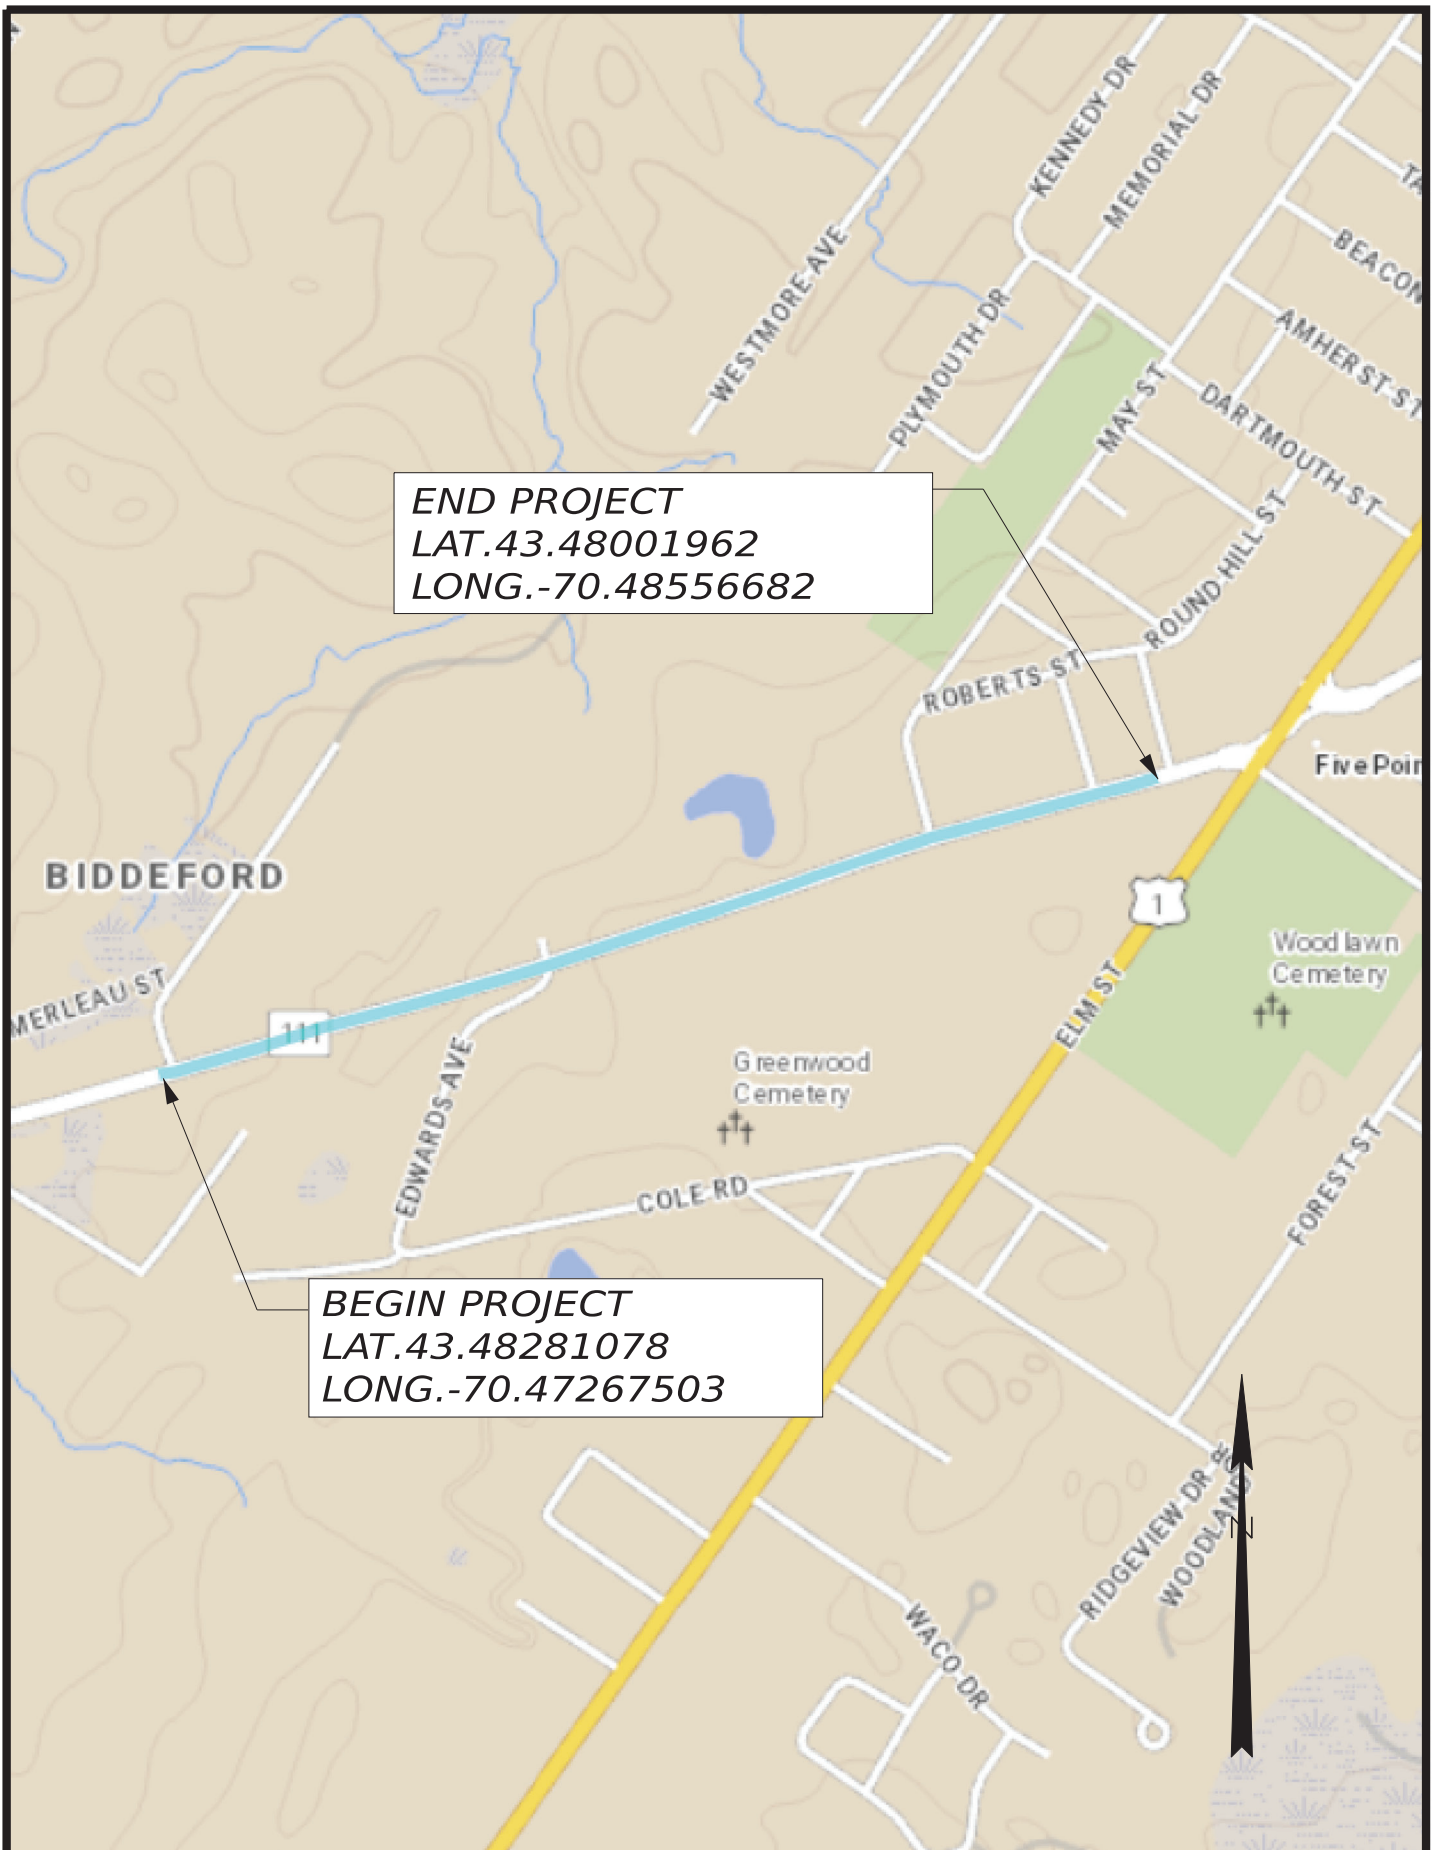 KENNEDY DR
MEMORIAL DR
TA
WESTMORE AVE
BEACON
PLYMOUTH DR
AMHERST ST
MAY ST
DARTMOUTH ST
END PROJECT
LAT.43.48001962
LONG.-70.48556682
ROUND HILL ST
ROBERTS ST
Five Poin
BIDDEFORD
1
Woodlawn
Cemetery
MERLEAU ST
111
ELM ST
EDWARDS AVE
Greenwood
Cemetery
COLE RD
FOREST ST
BEGIN PROJECT
LAT.43.48281078
LONG.-70.47267503
RIDGEVIEW DR
WOODLAND
N
WACO DR